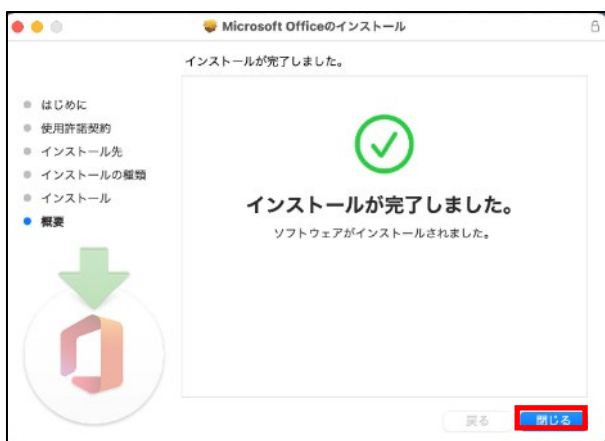 Microsoft Officeのインストール
インストールが完了しました。
はじめに
使用許諾契約
インストール先
インストールの種類
インストール
概要
インストールが完了しました。
ソフトウェアがインストールされました。
戻る
閉じる